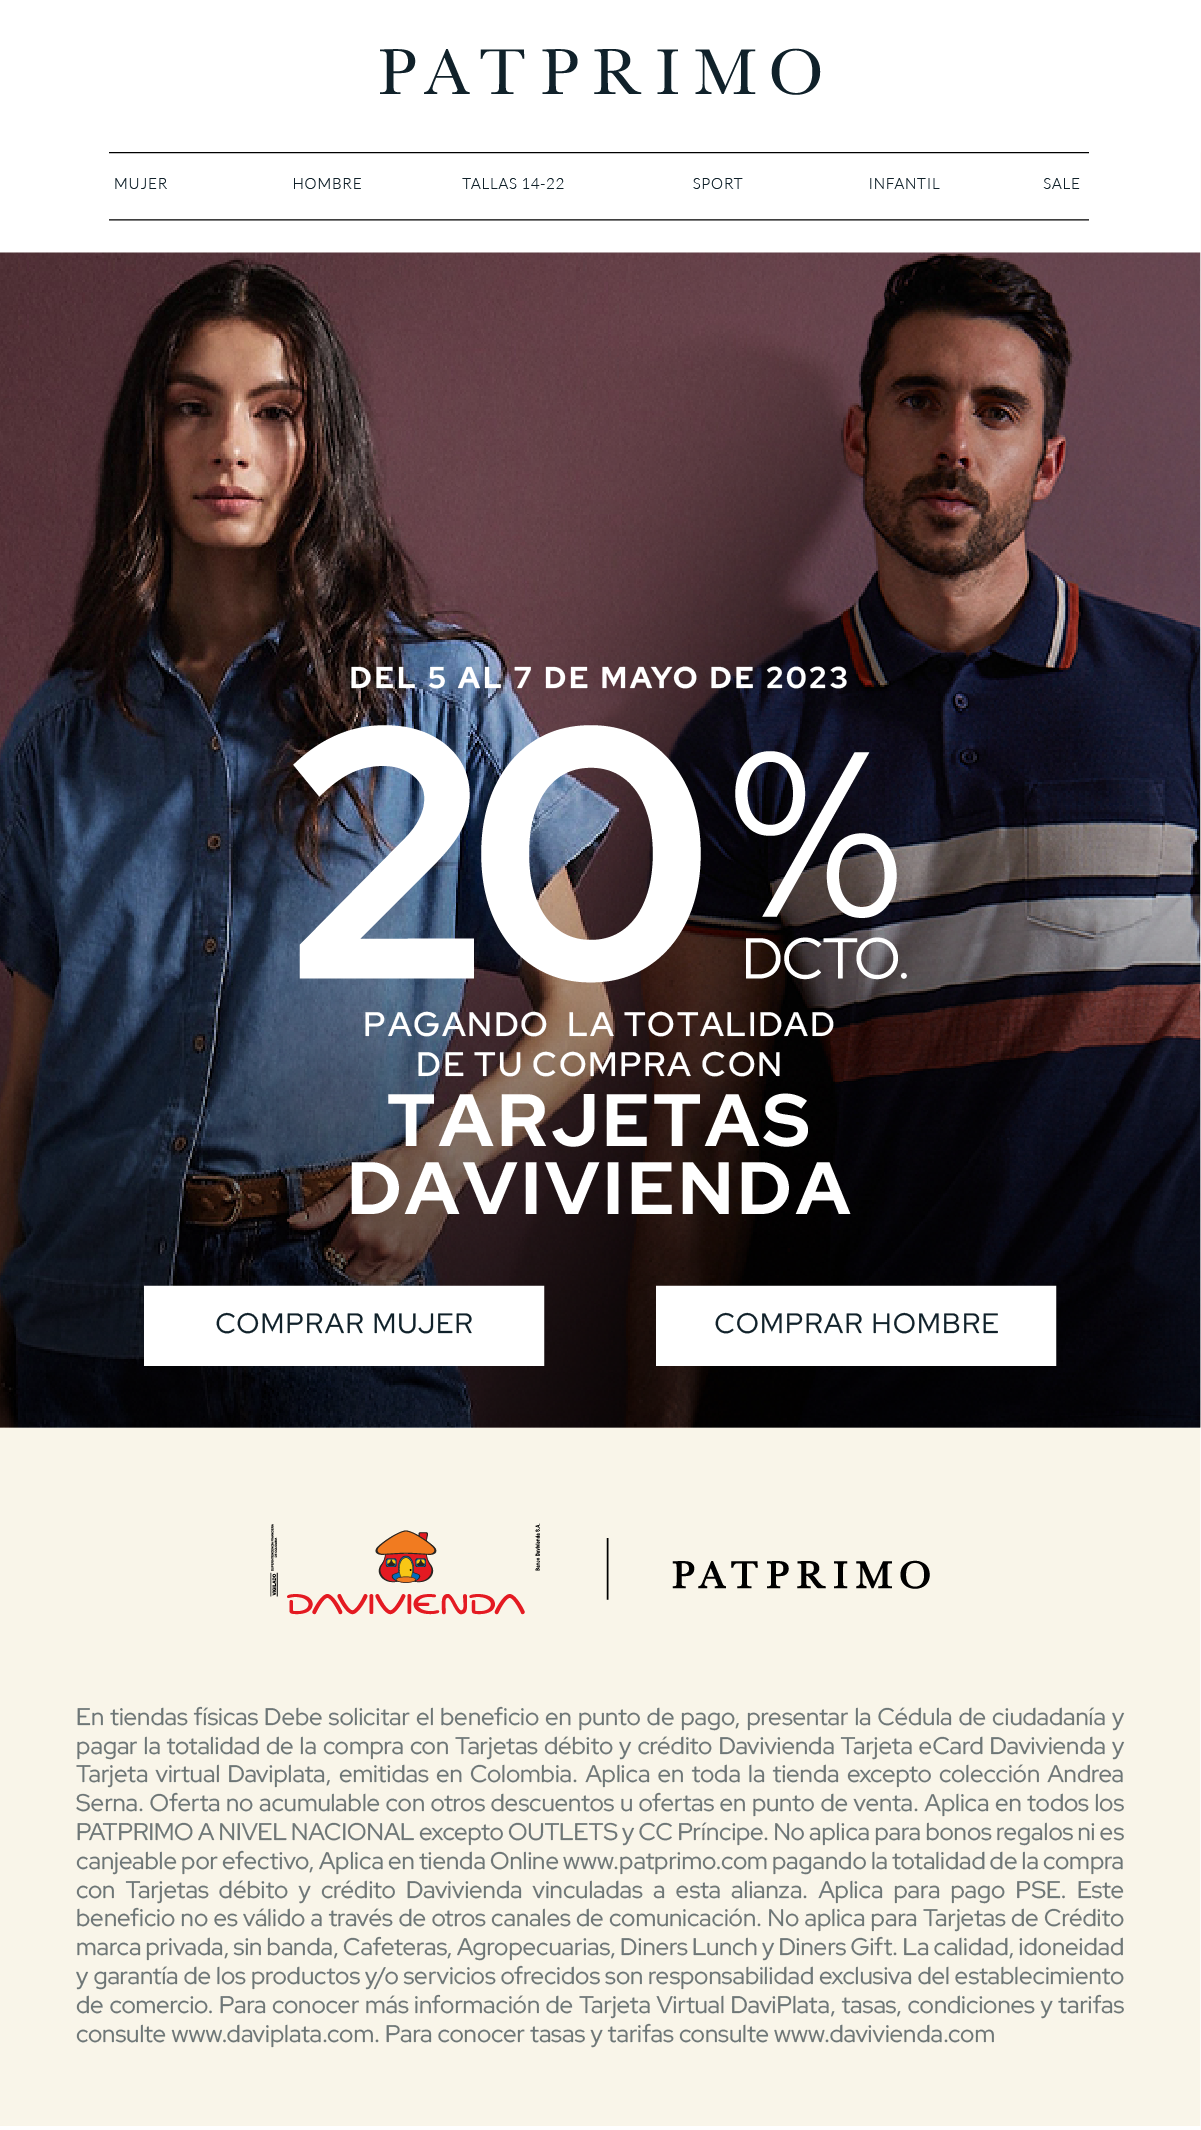 PATPRIMO
MUJER HOMBRE TALLAS 14-22 SPORT INFANTIL SALE
DEL 5 AL 7 DE MAYO DE 2023
20%
DCTO.
PAGANDO LA TOTALIDAD
DE TU COMPRA CON
TARJETAS
DAVIVIENDA
COMPRAR MUJER COMPRAR HOMBRE
VIGILADO
Banco Davivienda S.A.
DAVIVIENDA
PATPRIMO
En tiendas físicas Debe solicitar el beneficio en punto de pago, presentar la Cédula de ciudadanía y
pagar la totalidad de la compra con Tarjetas débito y crédito Davivienda Tarjeta eCard Davivienda y
Tarjeta virtual Daviplata, emitidas en Colombia. Aplica en toda la tienda excepto colección Andrea
Serna. Oferta no acumulable con otros descuentos u ofertas en punto de venta. Aplica en todos los
PATPRIMO A NIVEL NACIONAL excepto OUTLETS y CC Príncipe. No aplica para bonos regalos ni es
canjeable por efectivo, Aplica en tienda Online www.patprimo.com pagando la totalidad de la compra
con Tarjetas débito y crédito Davivienda vinculadas a esta alianza. Aplica para pago PSE. Este
beneficio no es válido a través de otros canales de comunicación. No aplica para Tarjetas de Crédito
marca privada, sin banda, Cafeteras, Agropecuarias, Diners Lunch y Diners Gift. La calidad, idoneidad
y garantía de los productos y/o servicios ofrecidos son responsabilidad exclusiva del establecimiento
de comercio. Para conocer más información de Tarjeta Virtual DaviPlata, tasas, condiciones y tarifas
consulte www.daviplata.com. Para conocer tasas y tarifas consulte www.davivienda.com